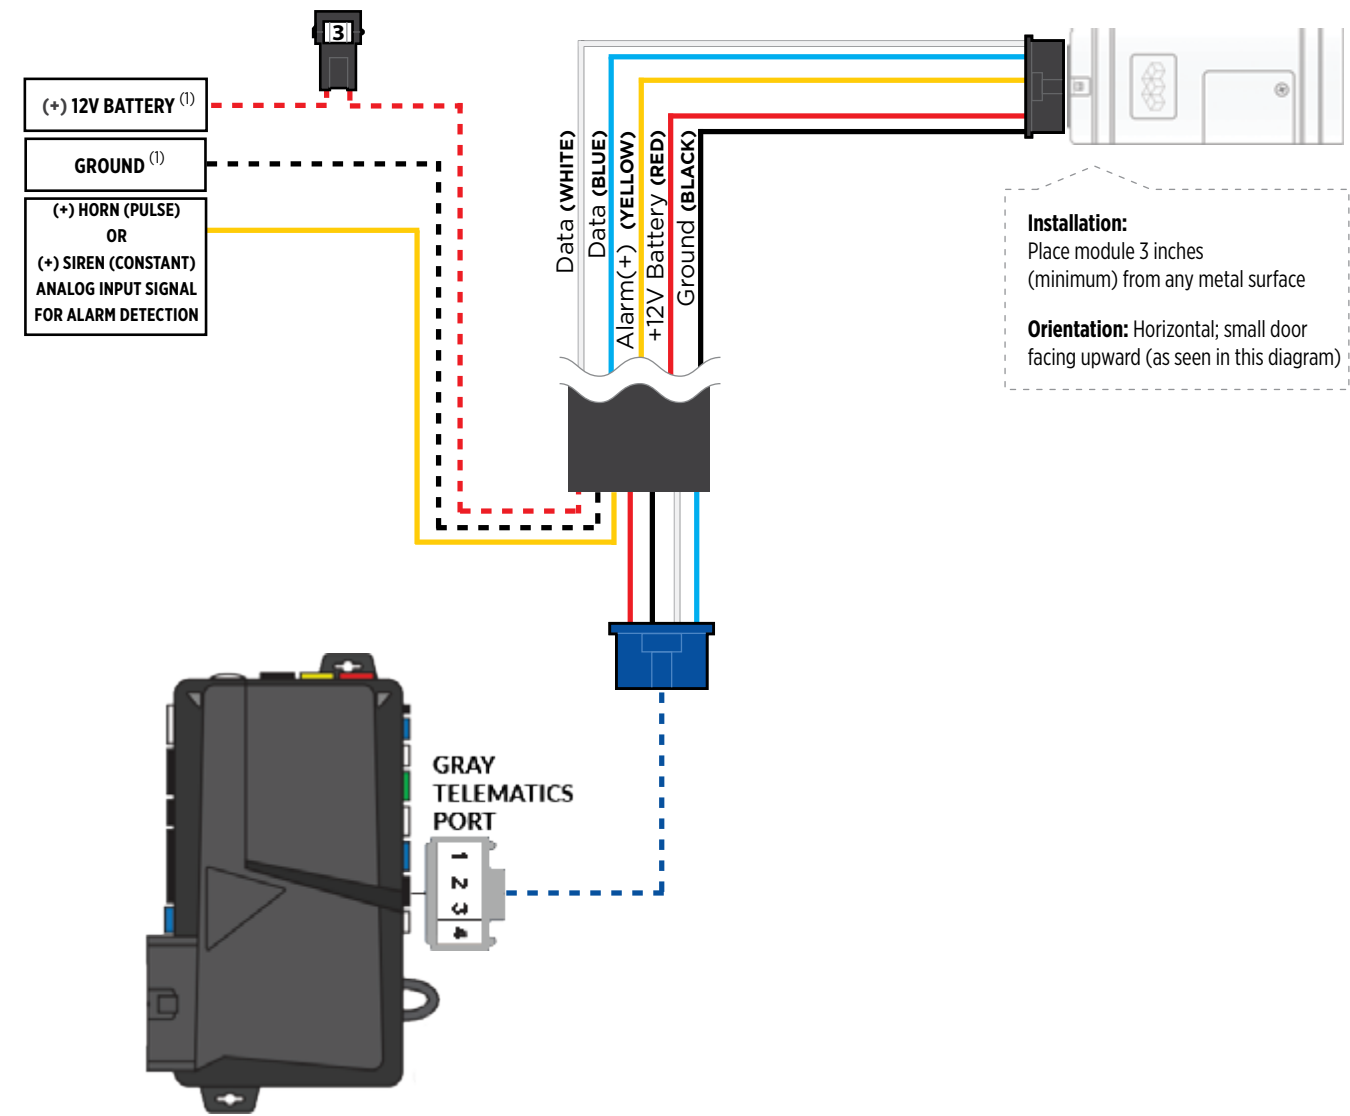 3
(+) 12V BATTERY (1)
GROUND (1)
(+) HORN (PULSE)
OR
(+) SIREN (CONSTANT)
ANALOG INPUT SIGNAL
FOR ALARM DETECTION
Data (WHITE)
Data (BLUE)
Alarm(+) (YELLOW)
+12V Battery (RED)
Ground (BLACK)
Installation:
Place module 3 inches
(minimum) from any metal surface
Orientation: Horizontal; small door
facing upward (as seen in this diagram)
GRAY
TELEMATICS
PORT
1
2
3
4